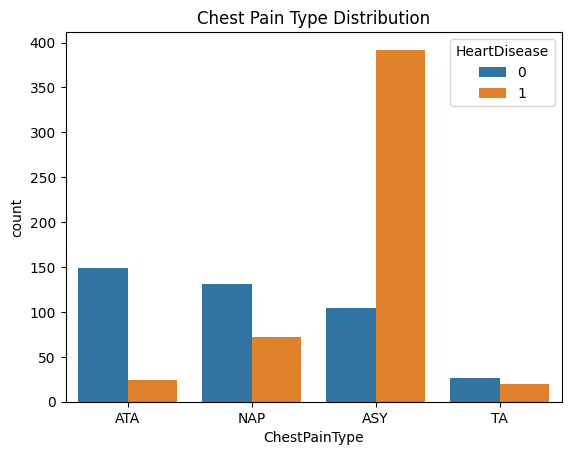 Chest Pain Type Distribution
HeartDisease
0
1
400
350
300
250
200
150
100
50
0
count
ATA NAP ASY TA
ChestPainType